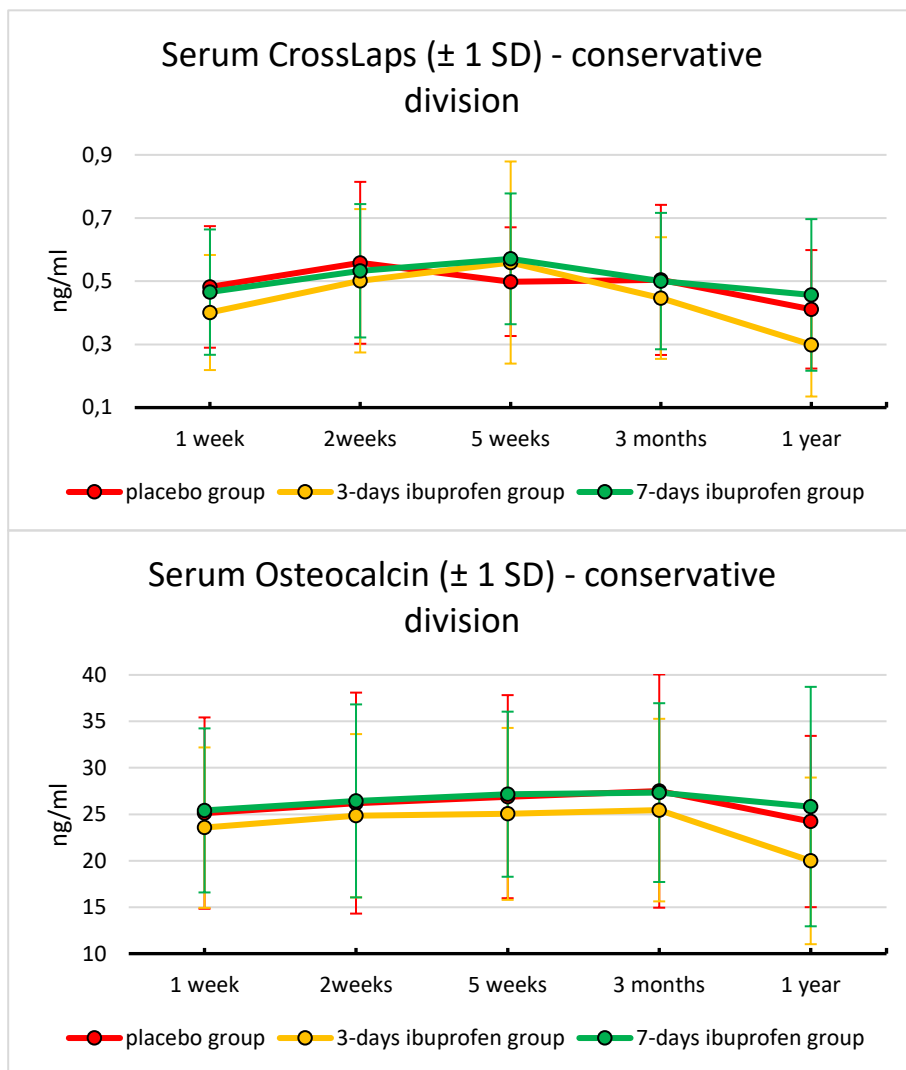 Serum CrossLaps (± 1 SD) - conservative
division
0,9
0,7
0,5
0,3
0,1
ng/ml
1 week 2weeks 5 weeks 3 months 1 year
placebo group 3-days ibuprofen group 7-days ibuprofen group
Serum Osteocalcin (± 1 SD) - conservative
division
40
35
30
25
20
15
10
ng/ml
1 week 2weeks 5 weeks 3 months 1 year
placebo group 3-days ibuprofen group 7-days ibuprofen group